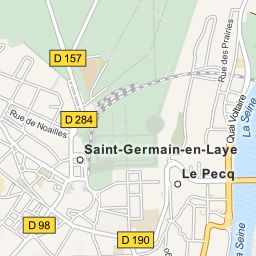 D 157
Rue des Prairies
D 284
Rue de Noailles
Quai Voltaire
La Seine
Saint-Germain-en-Laye
Le Pecq
D 98
D 190
La Seine